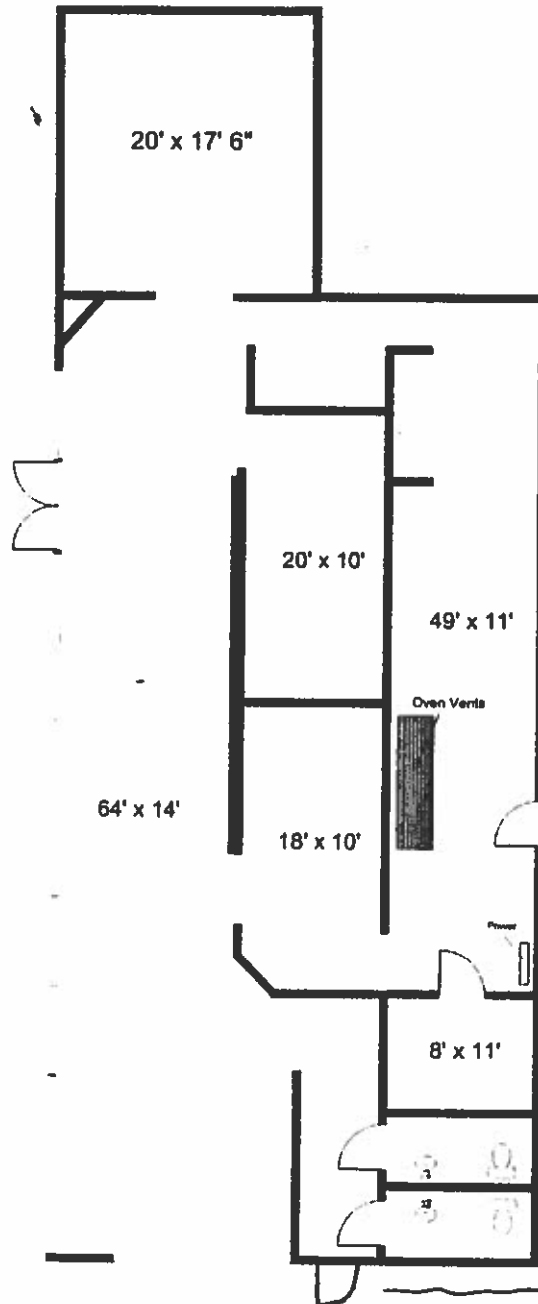 20' x 17' 6"
20' x 10'
49' x 11'
Oven Vents
64' x 14'
18' x 10'
Power
8' x 11'